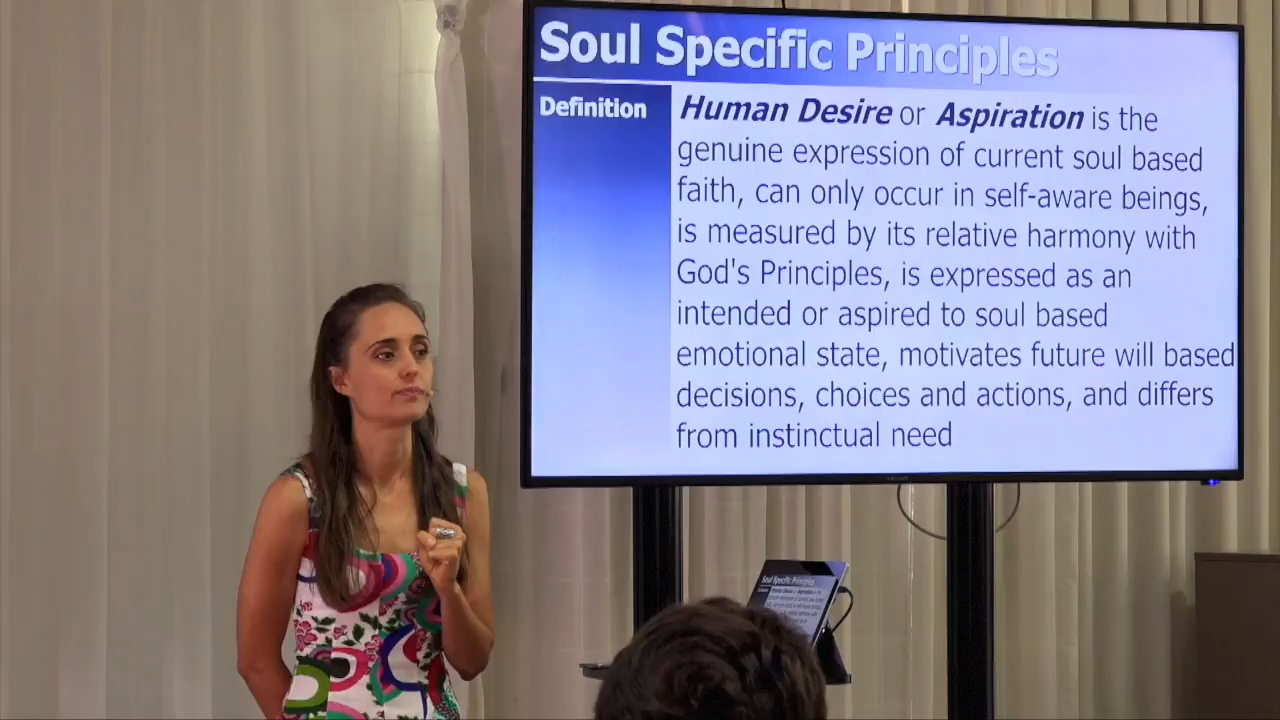 Soul Specific Principles
Definition
Human Desire or Aspiration is the
genuine expression of current soul based
faith, can only occur in self-aware beings,
is measured by its relative harmony with
God's Principles, is expressed as an
intended or aspired to soul based
emotional state, motivates future will based
decisions, choices and actions, and differs
from instinctual need
Soul Specific Principles